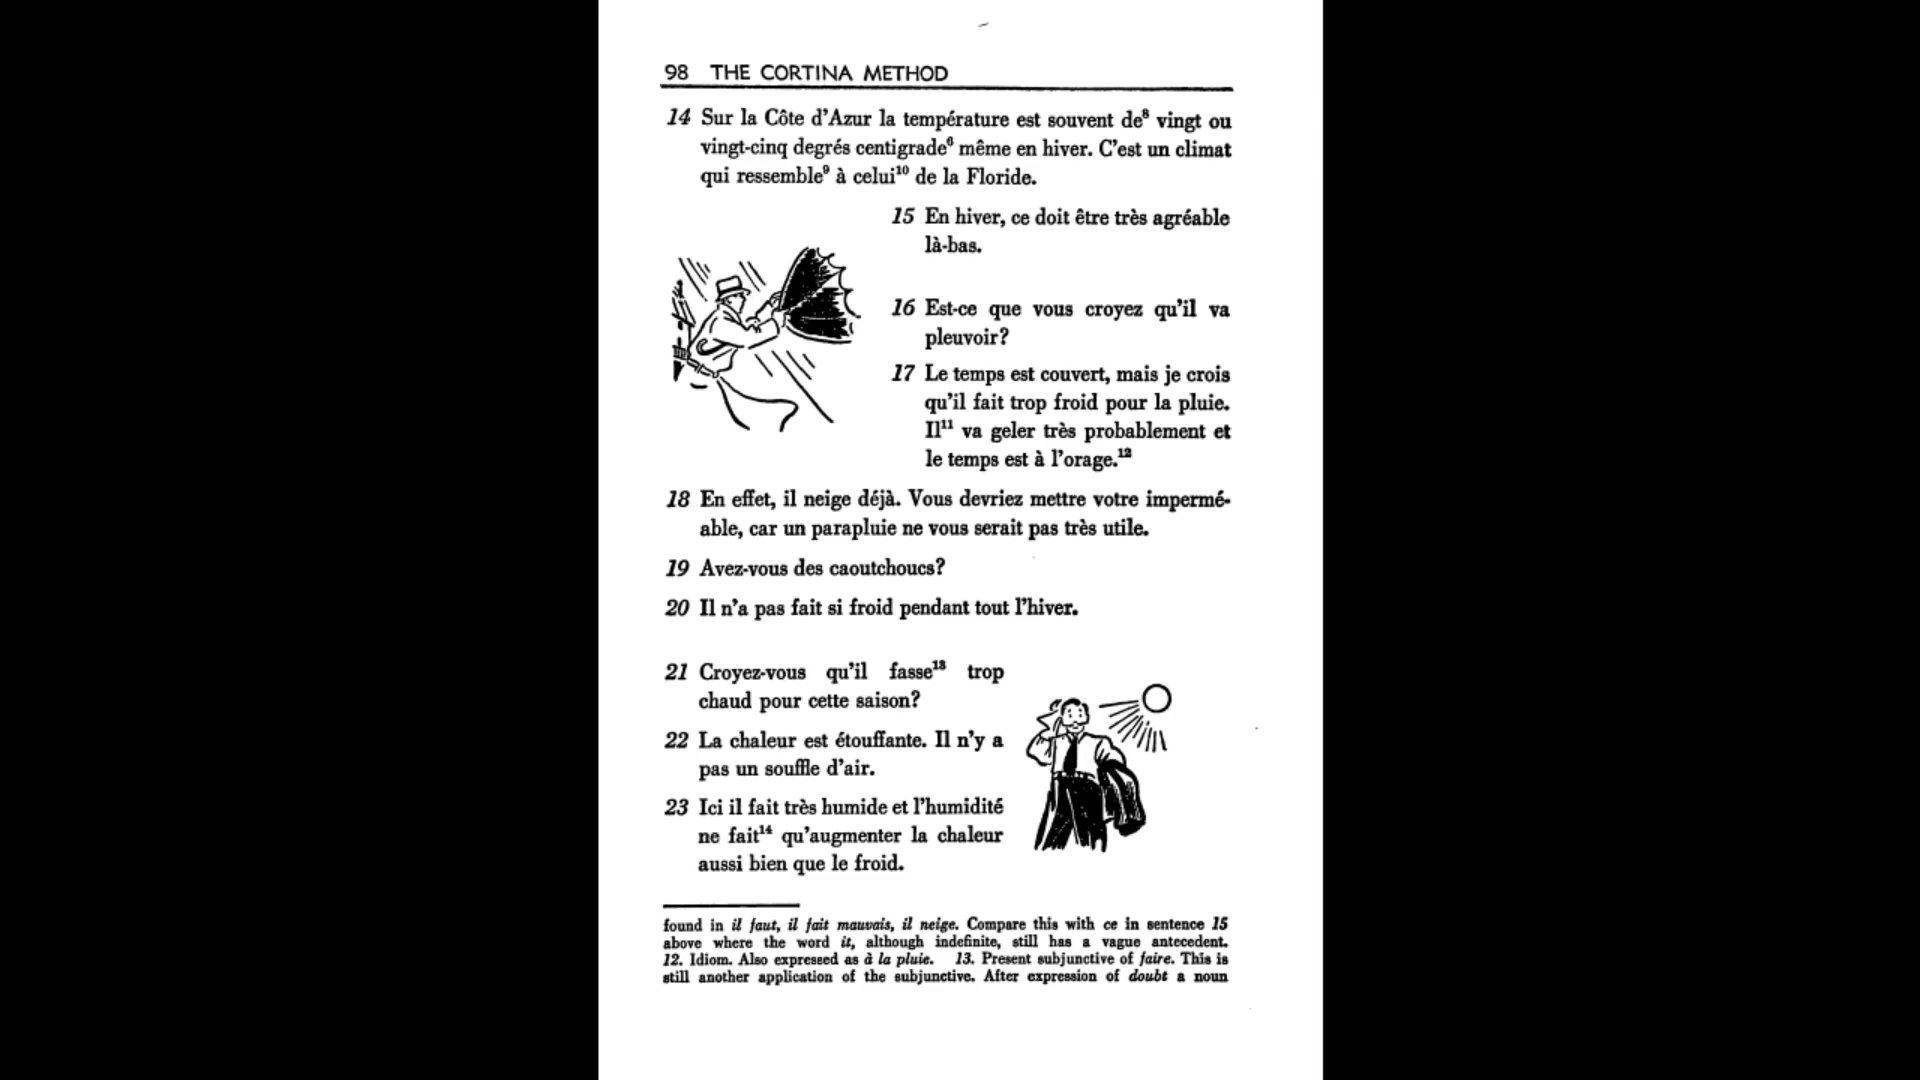 98 THE CORTINA METHOD
14 Sur la Côte d'Azur la température est souvent de⁸ vingt ou
vingt-cinq degrés centigrade⁶ même en hiver. C'est un climat
qui ressemble⁹ à celui¹⁰ de la Floride.
15 En hiver, ce doit être très agréable
là-bas.
16 Est-ce que vous croyez qu'il va
pleuvoir?
17 Le temps est couvert, mais je crois
qu'il fait trop froid pour la pluie.
Il¹¹ va geler très probablement et
le temps est à l'orage.¹²
18 En effet, il neige déjà. Vous devriez mettre votre impermé-
able, car un parapluie ne vous serait pas très utile.
19 Avez-vous des caoutchoucs?
20 Il n'a pas fait si froid pendant tout l'hiver.
21 Croyez-vous qu'il fasse¹³ trop
chaud pour cette saison?
22 La chaleur est étouffante. Il n'y a
pas un souffle d'air.
23 Ici il fait très humide et l'humidité
ne fait¹⁴ qu'augmenter la chaleur
aussi bien que le froid.
found in il faut, il fait mauvais, il neige. Compare this with ce in sentence 15
above where the word it, although indefinite, still has a vague antecedent.
12. Idiom. Also expressed as à la pluie. 13. Present subjunctive of faire. This is
still another application of the subjunctive. After expression of doubt a noun